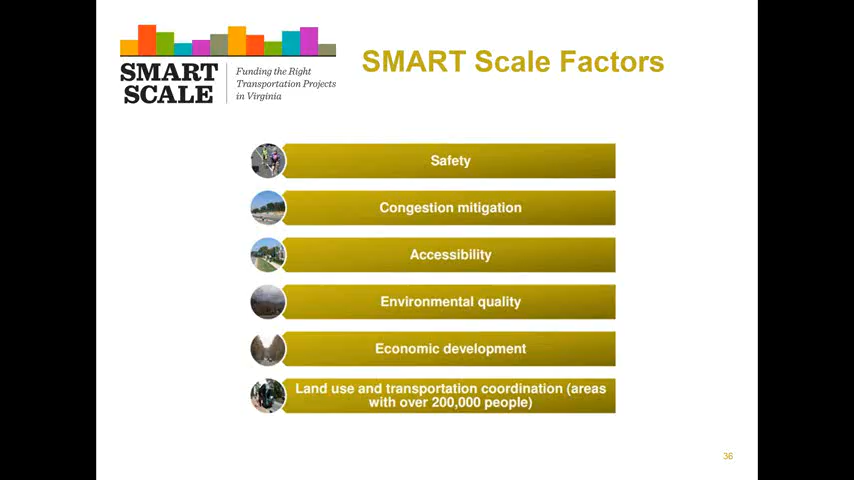 SMART Scale Factors
SMART
SCALE
Funding the Right
Transportation Projects
in Virginia
Safety
Congestion mitigation
Accessibility
Environmental quality
Economic development
Land use and transportation coordination (areas
with over 200,000 people)
36